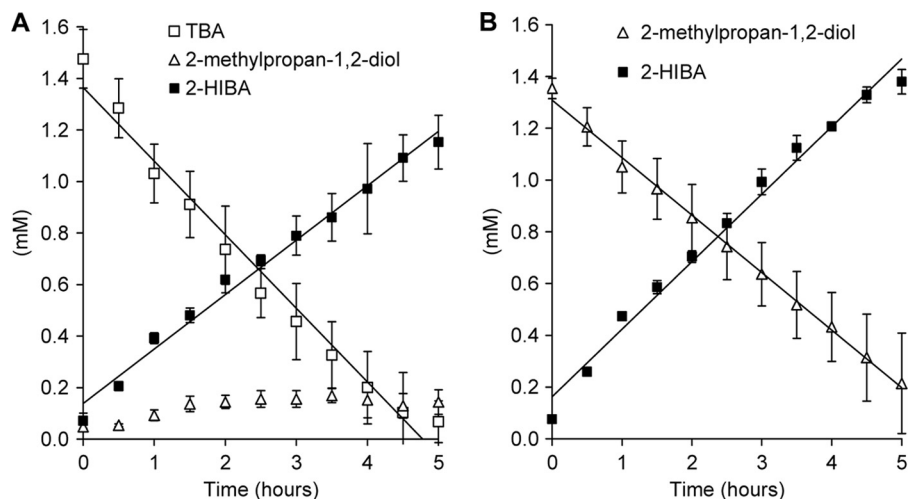 A
TBA
2-methylpropan-1,2-diol
2-HIBA
1.6
1.4
1.2
1.0
0.8
0.6
0.4
0.2
0.0
(mM)
0 1 2 3 4 5
Time (hours)
B
2-methylpropan-1,2-diol
2-HIBA
1.6
1.4
1.2
1.0
0.8
0.6
0.4
0.2
0.0
(mM)
0 1 2 3 4 5
Time (hours)